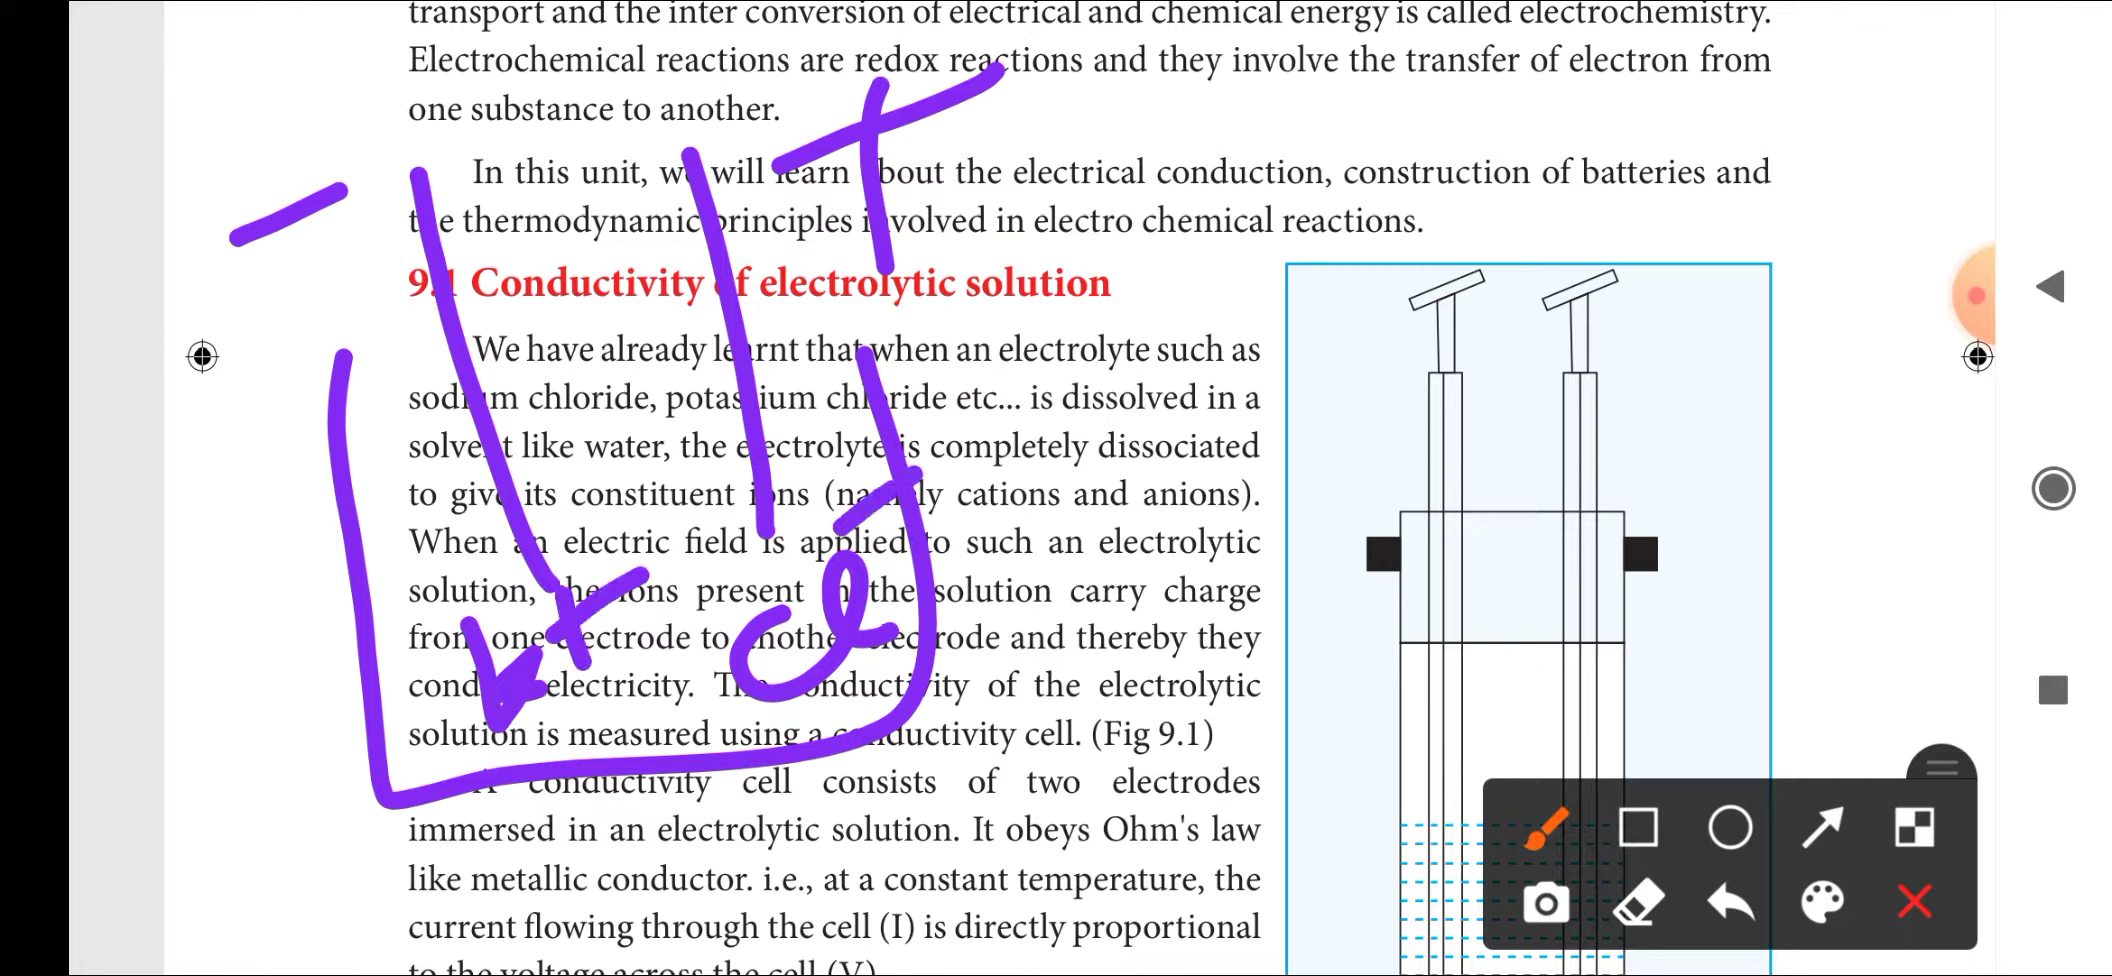 transport and the inter conversion of electrical and chemical energy is called electrochemistry.
Electrochemical reactions are redox reactions and they involve the transfer of electron from
one substance to another.
In this unit, we will learn about the electrical conduction, construction of batteries and
the thermodynamic principles involved in electro chemical reactions.
9.1 Conductivity of electrolytic solution
We have already learnt that when an electrolyte such as
sodium chloride, potassium chloride etc... is dissolved in a
solvent like water, the electrolyte is completely dissociated
to give its constituent ions (namely cations and anions).
When an electric field is applied to such an electrolytic
solution, the ions present in the solution carry charge
from one electrode to another electrode and thereby they
conduct electricity. The conductivity of the electrolytic
solution is measured using a conductivity cell. (Fig 9.1)
A conductivity cell consists of two electrodes
immersed in an electrolytic solution. It obeys Ohm's law
like metallic conductor. i.e., at a constant temperature, the
current flowing through the cell (I) is directly proportional
to the voltage across the cell (V).